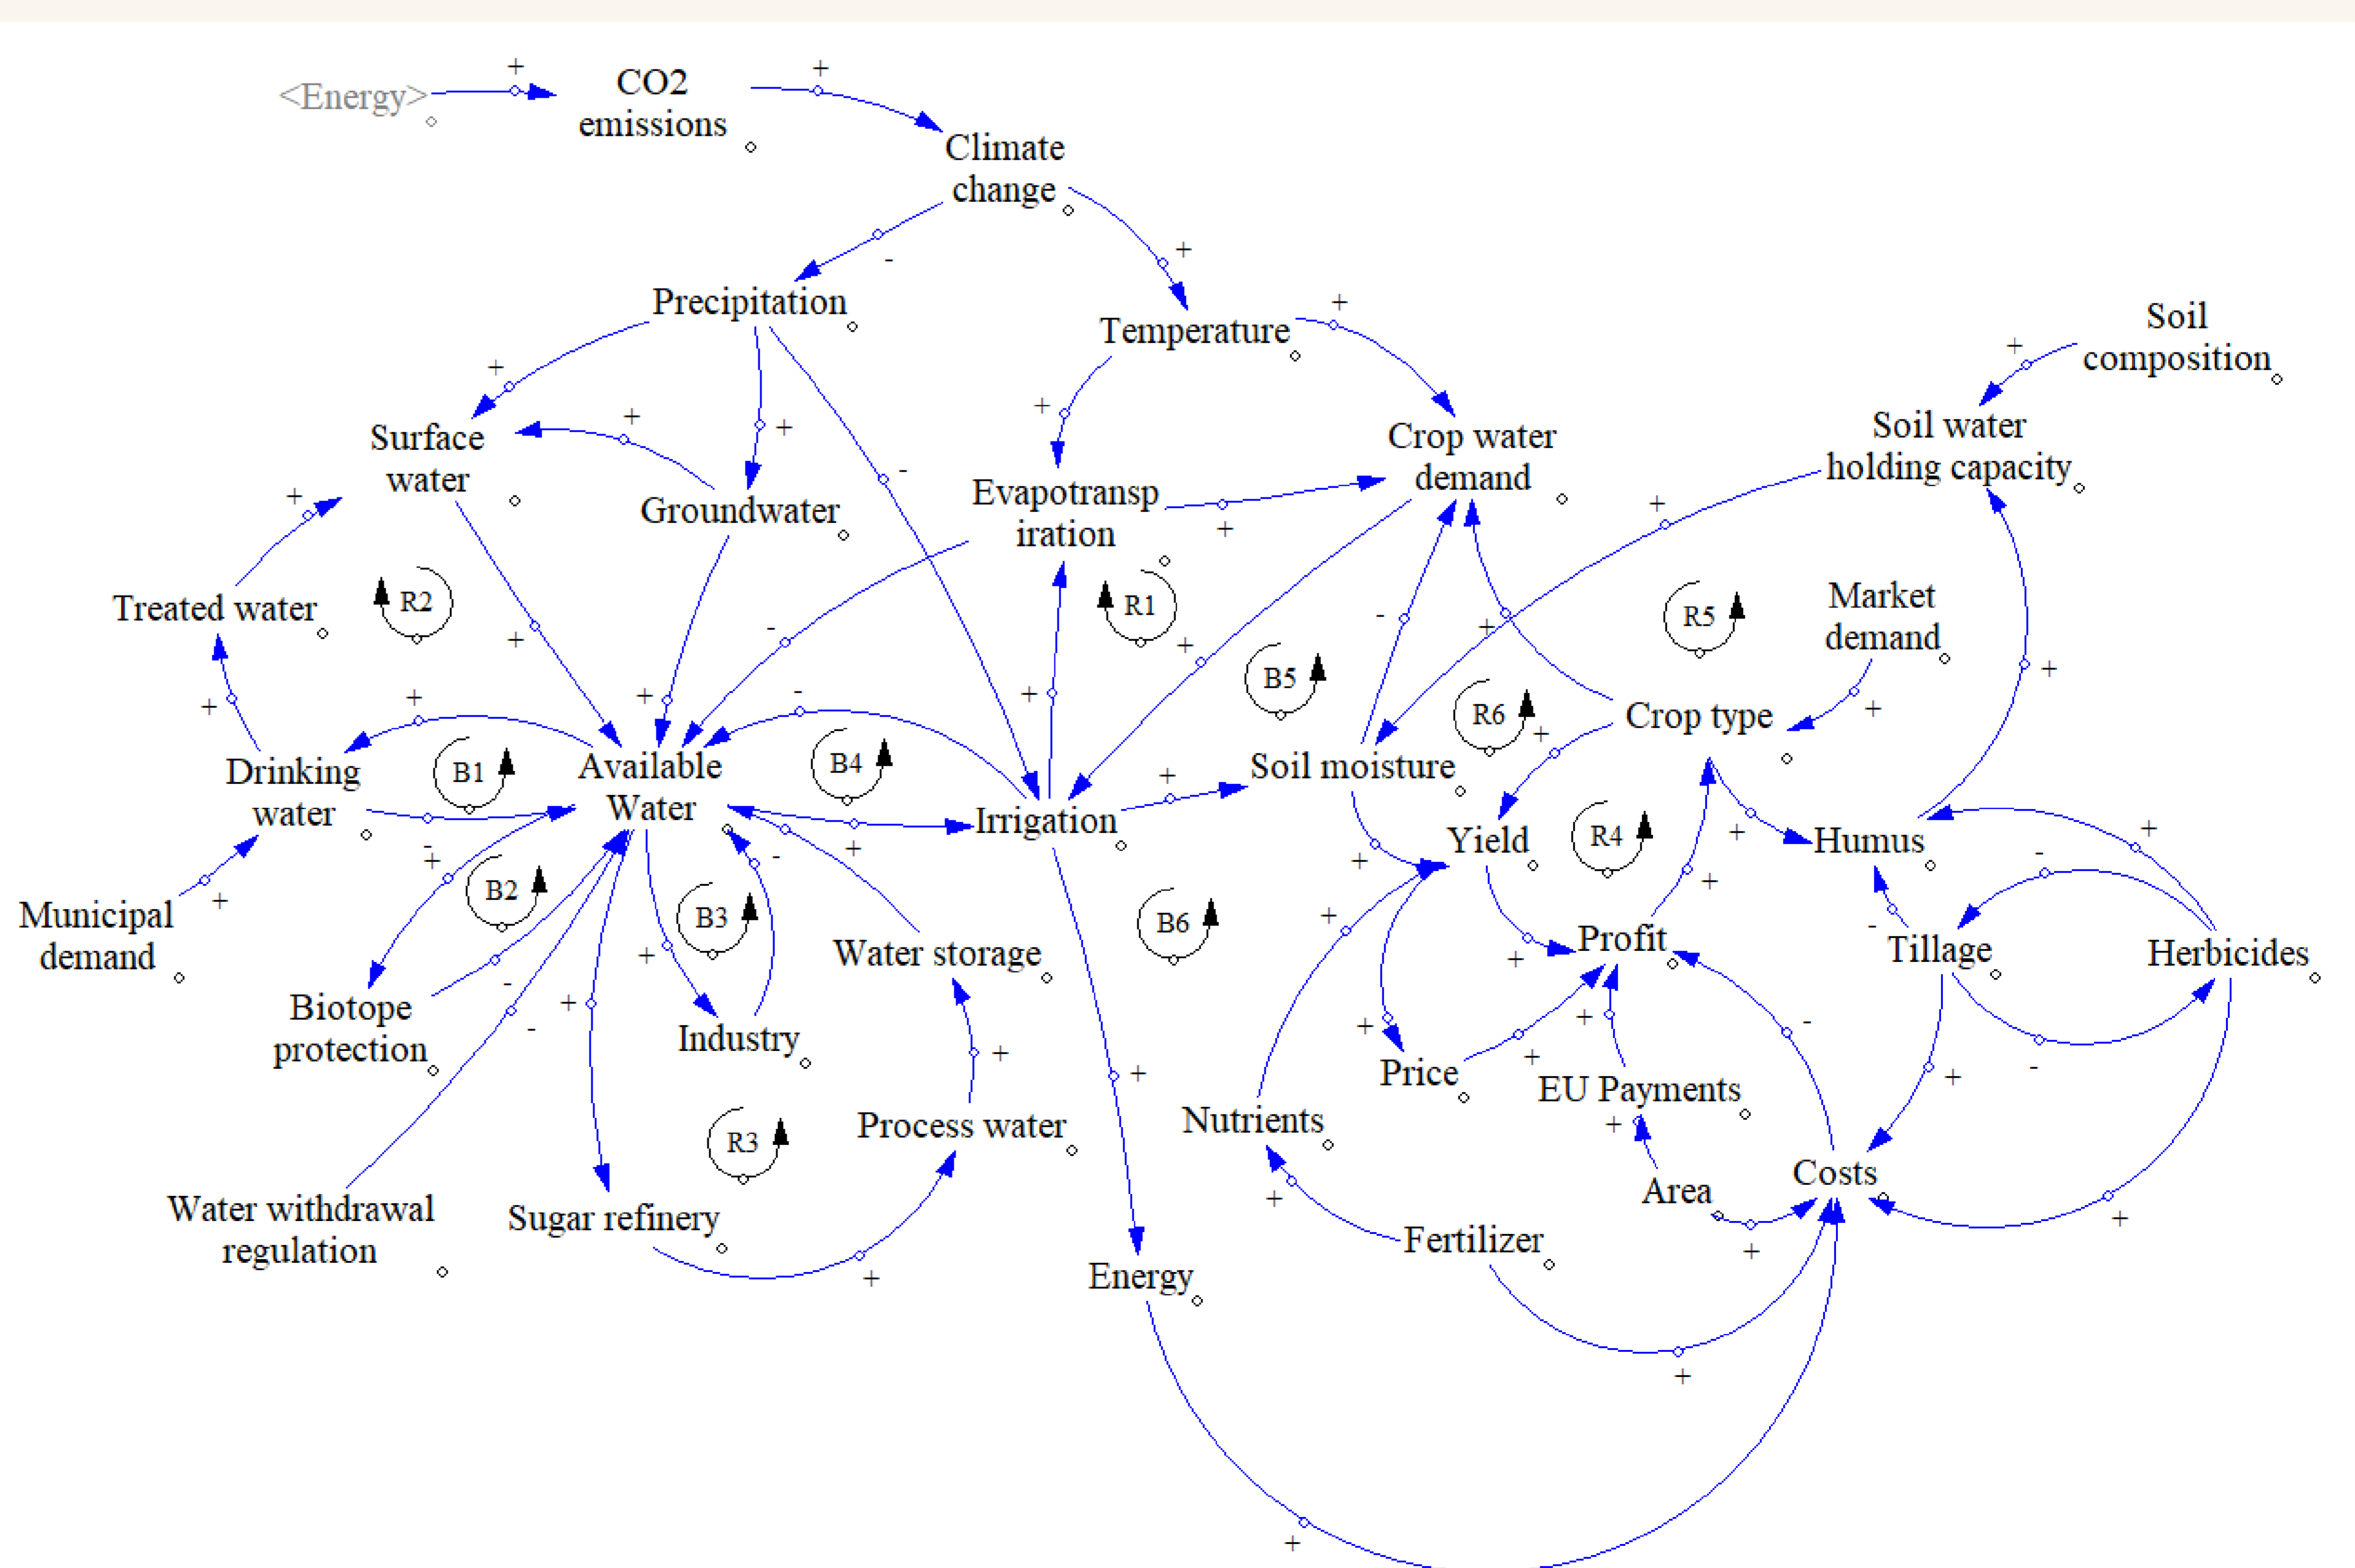 <Energy>
CO2
emissions
Climate
change
Precipitation
Temperature
Soil
composition
Surface
water
Groundwater
Evapotransp
iration
Crop water
demand
Soil water
holding capacity
Treated water
R2
R1
R5
Market
demand
B5
R6
Crop type
Drinking
water
B1
Available
Water
B4
Irrigation
Soil moisture
Yield
R4
Humus
Municipal
demand
B2
B3
Water storage
B6
Profit
Tillage
Herbicides
Biotope
protection
Industry
Price
EU Payments
Process water
R3
Nutrients
Area
Costs
Water withdrawal
regulation
Sugar refinery
Fertilizer
Energy
+
+
-
+
+
+
+
+
+
+
-
+
+
+
+
+
-
+
-
+
+
+
+
+
-
+
+
+
-
+
+
+
+
-
+
-
+
+
+
+
+
-
-
+
-
-
+
-
+
+
+
+
+
-
+
-
+
+
+
+
+
+
+
+